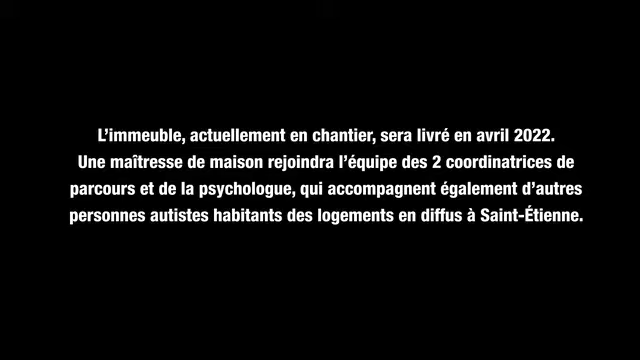 L’immeuble, actuellement en chantier, sera livré en avril 2022.
Une maîtresse de maison rejoindra l’équipe des 2 coordinatrices de
parcours et de la psychologue, qui accompagnent également d’autres
personnes autistes habitants des logements en diffus à Saint-Étienne.